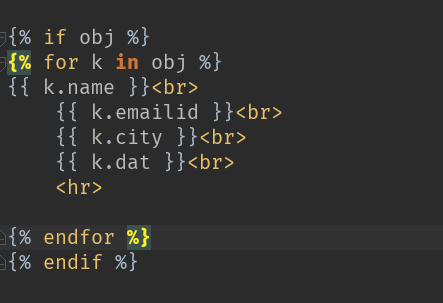 {% if obj %}
{% for k in obj %}
{{ k.name }}<br>
{{ k.emailid }}<br>
{{ k.city }}<br>
{{ k.dat }}<br>
<hr>
{% endfor %}
{% endif %}